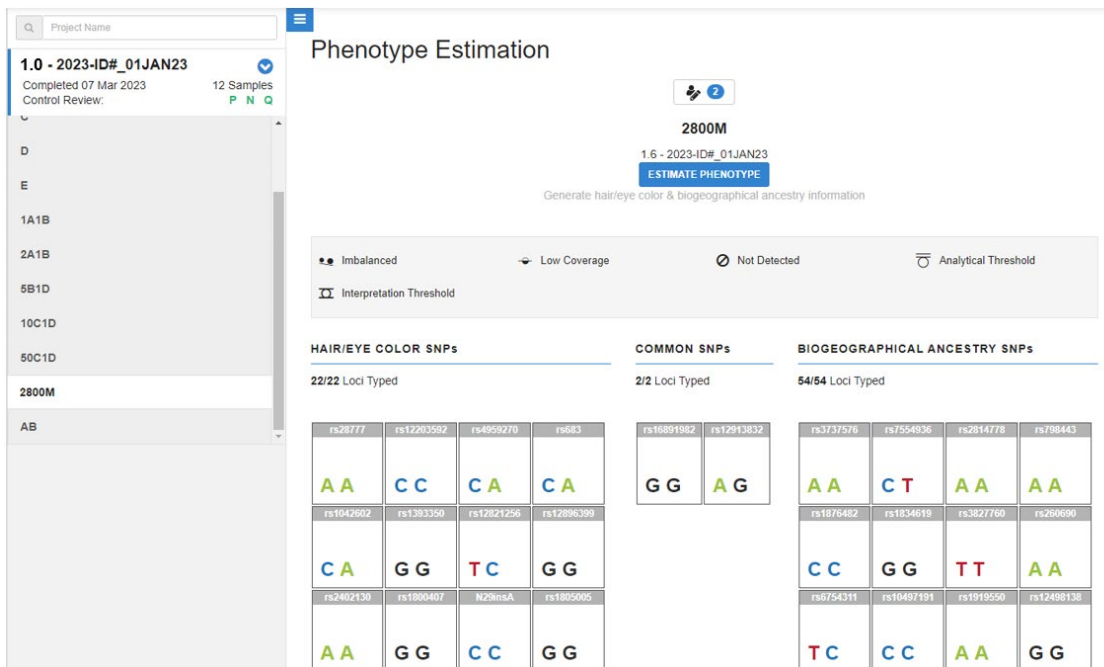 Project Name
1.0 - 2023-ID#_01JAN23
Completed 07 Mar 2023 12 Samples
Control Review: P N Q
C
D
E
1A1B
2A1B
5B1D
10C1D
50C1D
2800M
AB
Phenotype Estimation
2
2800M
1.6 - 2023-ID#_01JAN23
ESTIMATE PHENOTYPE
Generate hair/eye color & biogeographical ancestry information
Imbalanced
Low Coverage
Not Detected
Analytical Threshold
Interpretation Threshold
HAIR/EYE COLOR SNPs
22/22 Loci Typed
rs28777 rs12203592 rs4959270 rs683
A A C C C A C A
rs1042602 rs1393350 rs12821256 rs12896399
C A G G T C G G
rs2402130 rs1800407 N29insA rs1805005
A A G G C C G G
COMMON SNPs
2/2 Loci Typed
rs16891982 rs12913832
G G A G
BIOGEOGRAPHICAL ANCESTRY SNPs
54/54 Loci Typed
rs3737576 rs7554936 rs2814778 rs798443
A A C T A A A A
rs1876482 rs1834619 rs3827760 rs260690
C C G G T T A A
rs6754311 rs10497191 rs1919550 rs12498138
T C C C A A G G